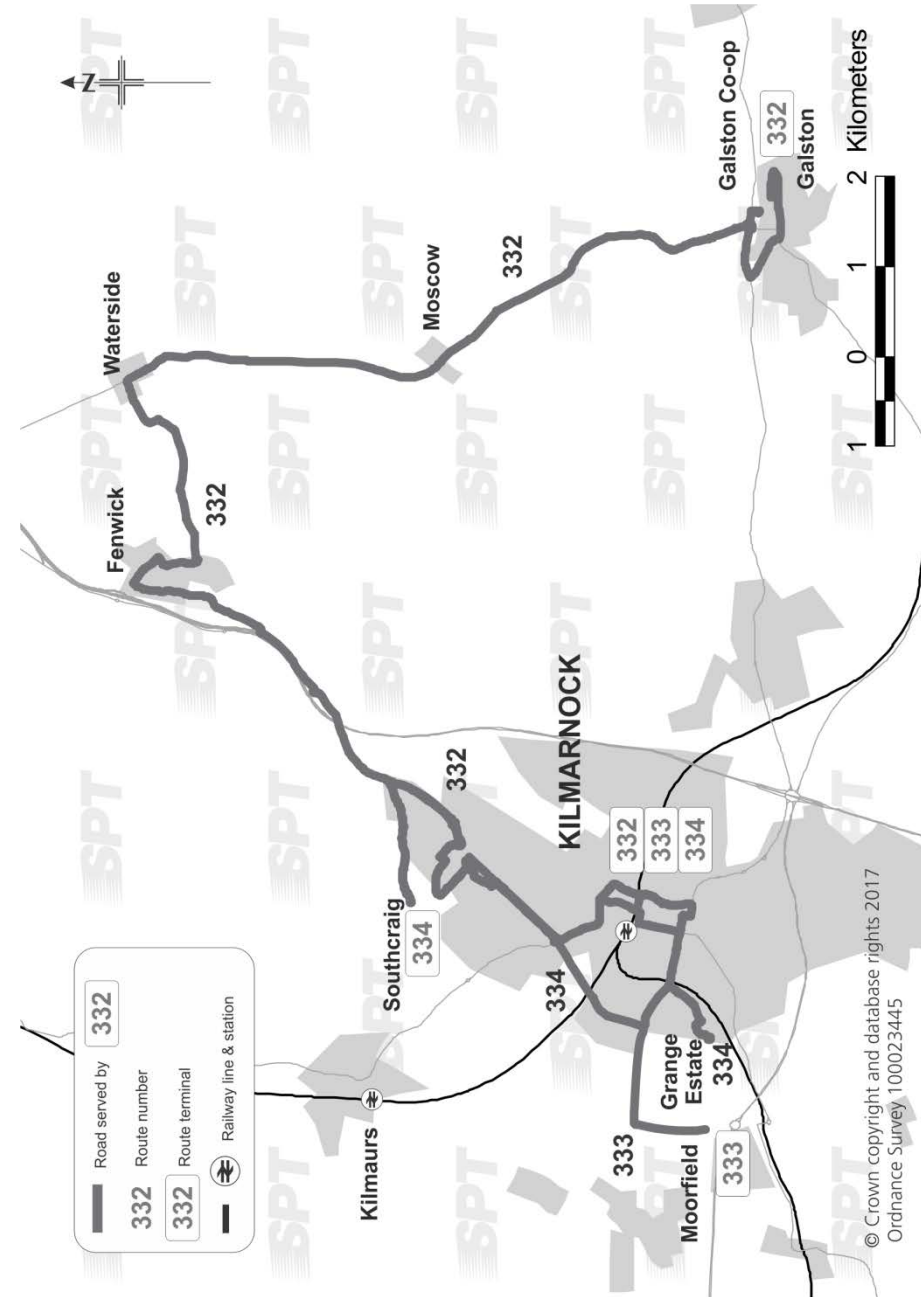 SPT
N
Road served by
332
332
Route number
332
Route terminal
Railway line & station
Waterside
Fenwick
332
Moscow
332
Galston Co-op
332
Galston
332
KILMARNOCK
332
333
334
Southcraig
334
334
Kilmaurs
Grange
Estate
334
333
Moorfield
333
1
0
1
2
Kilometers
© Crown copyright and database rights 2017
Ordnance Survey 100023445